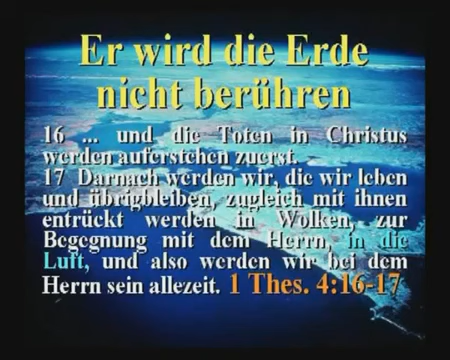 Er wird die Erde
nicht berühren
16 ... und die Toten in Christus
werden auferstehen zuerst.
17 Darnach werden wir, die wir leben
und übrigbleiben, zugleich mit ihnen
entrückt werden in Wolken, zur
Begegnung mit dem Herrn, in die
Luft, und also werden wir bei dem
Herrn sein allezeit. 1 Thes. 4:16-17